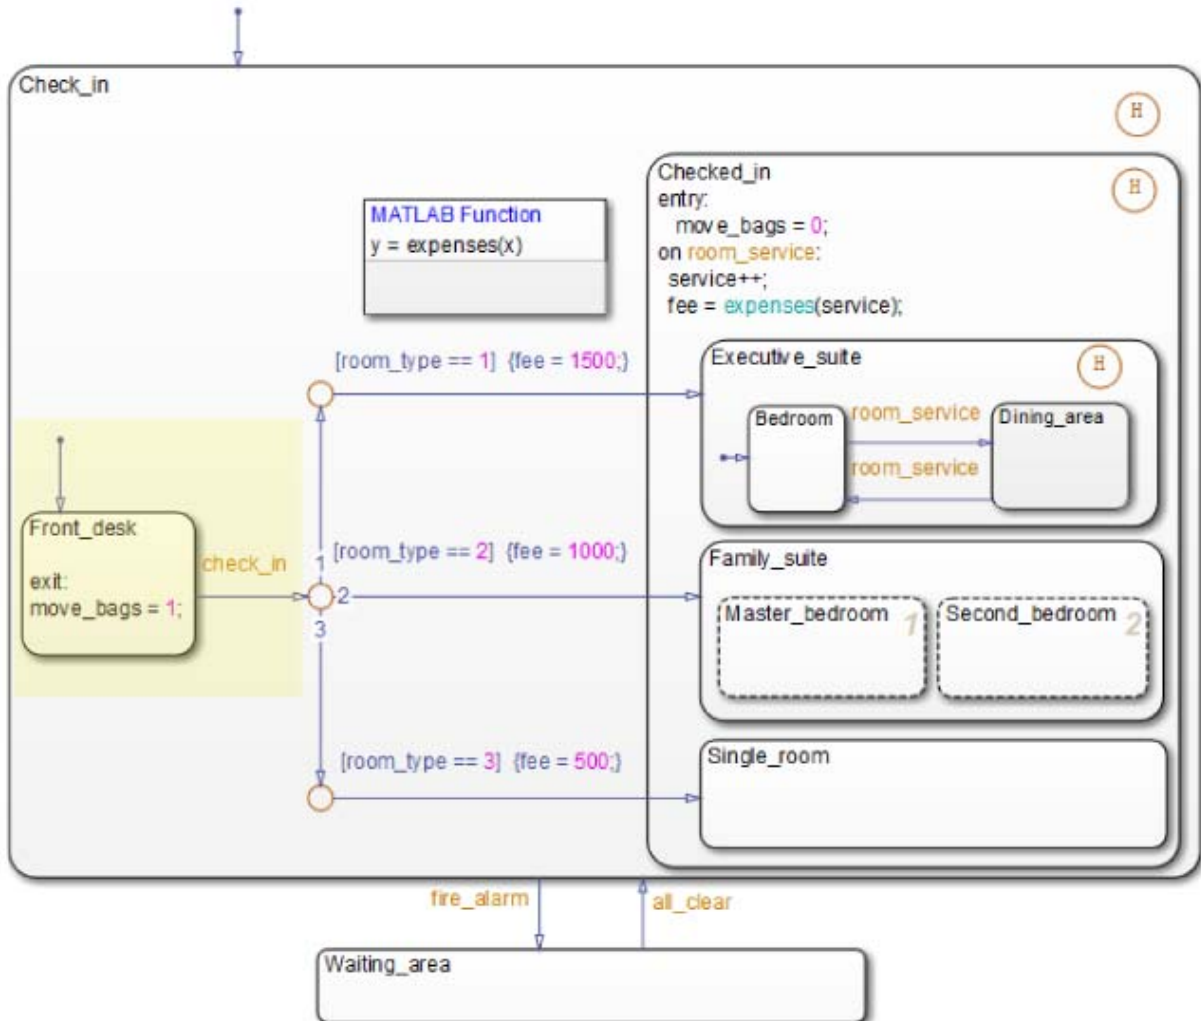 Check_in
H
Checked_in
H
entry:
move_bags = 0;
on room_service:
service++;
fee = expenses(service);
MATLAB Function
y = expenses(x)
[room_type == 1] {fee = 1500;}
Executive_suite
H
Bedroom
room_service
Dining_area
room_service
Front_desk
exit:
move_bags = 1;
check_in
1
2
3
[room_type == 2] {fee = 1000;}
Family_suite
Master_bedroom 1
Second_bedroom 2
[room_type == 3] {fee = 500;}
Single_room
fire_alarm
all_clear
Waiting_area